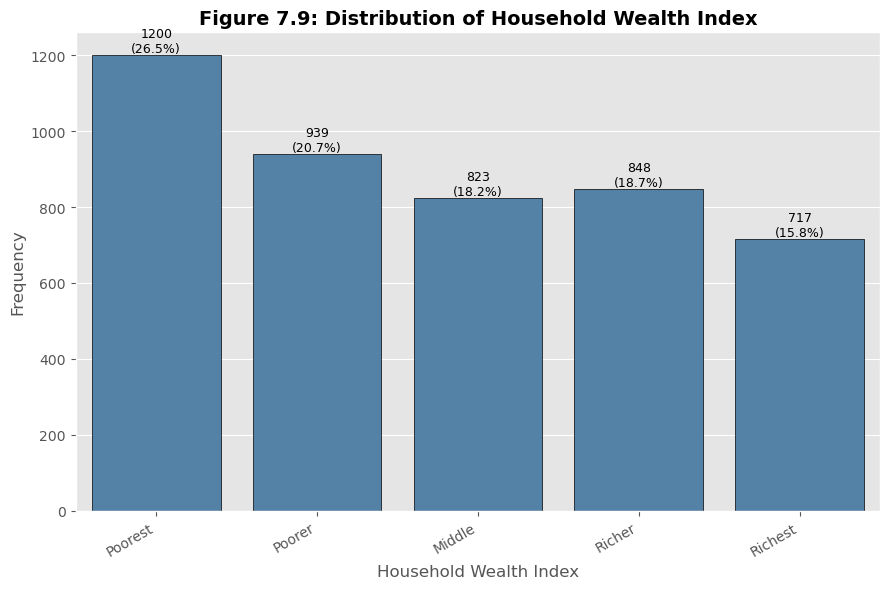 Figure 7.9: Distribution of Household Wealth Index
1200
(26.5%)
939
(20.7%)
823
(18.2%)
848
(18.7%)
717
(15.8%)
1200
1000
800
600
400
200
0
Frequency
Poorest
Poorer
Middle
Richer
Richest
Household Wealth Index